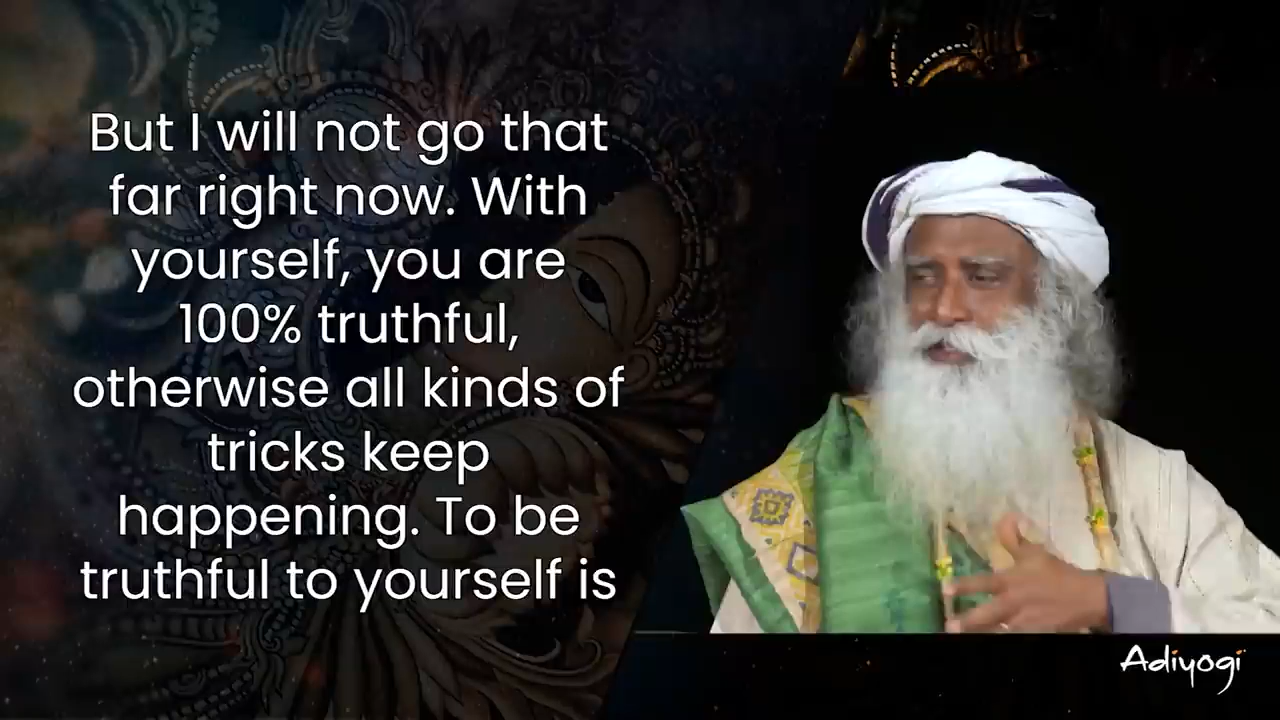 But I will not go that
far right now. With
yourself, you are
100% truthful,
otherwise all kinds of
tricks keep
happening. To be
truthful to yourself is
Adiyogi